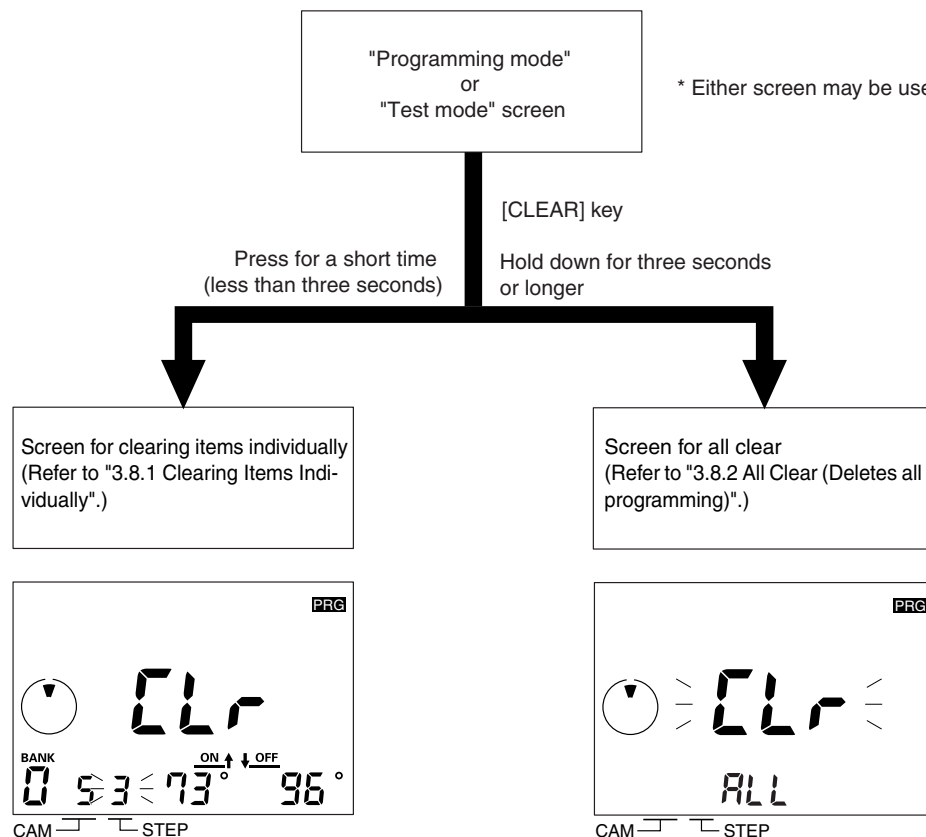 "Programming mode"
or
"Test mode" screen
* Either screen may be use
[CLEAR] key
Press for a short time
(less than three seconds)
Hold down for three seconds
or longer
Screen for clearing items individually
(Refer to "3.8.1 Clearing Items Indi-
vidually".)
Screen for all clear
(Refer to "3.8.2 All Clear (Deletes all
programming)".)
PRG
CLr
BANK
ON OFF
0 5 3 73° 96°
CAM STEP
PRG
CLr
ALL
CAM STEP